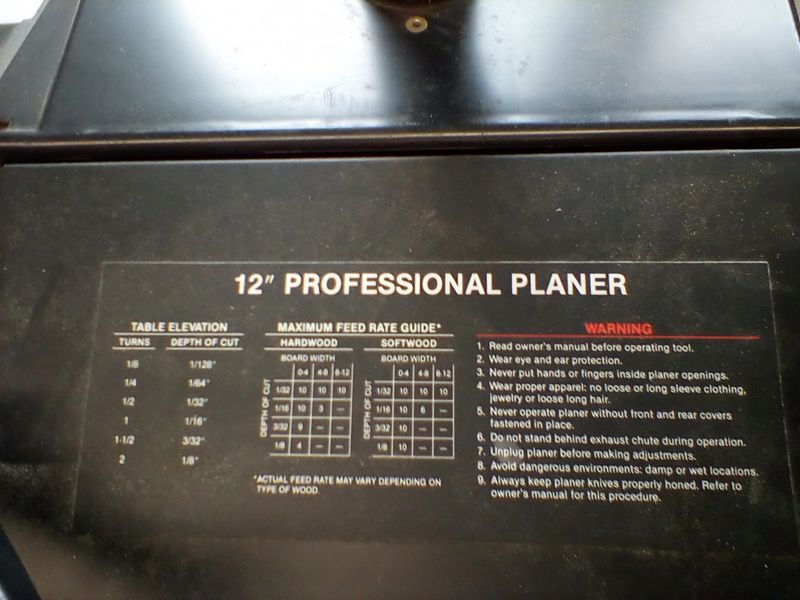 12" PROFESSIONAL PLANER
TABLE ELEVATION
TURNS DEPTH OF CUT
1/8 1/128"
1/4 1/64"
1/2 1/32"
1 1/16"
1-1/2 3/32"
2 1/8"
MAXIMUM FEED RATE GUIDE*
HARDWOOD
BOARD WIDTH
DEPTH OF CUT
0-4 4-8 8-12
1/32 10 10 10
1/16 10 3 —
3/32 9 — —
1/8 4 — —
SOFTWOOD
BOARD WIDTH
DEPTH OF CUT
0-4 4-8 8-12
1/32 10 10 10
1/16 10 6 —
3/32 10 — —
1/8 10 — —
*ACTUAL FEED RATE MAY VARY DEPENDING ON
TYPE OF WOOD.
WARNING
1. Read owner's manual before operating tool.
2. Wear eye and ear protection.
3. Never put hands or fingers inside planer openings.
4. Wear proper apparel: no loose or long sleeve clothing,
jewelry or loose long hair.
5. Never operate planer without front and rear covers
fastened in place.
6. Do not stand behind exhaust chute during operation.
7. Unplug planer before making adjustments.
8. Avoid dangerous environments: damp or wet locations.
9. Always keep planer knives properly honed. Refer to
owner's manual for this procedure.